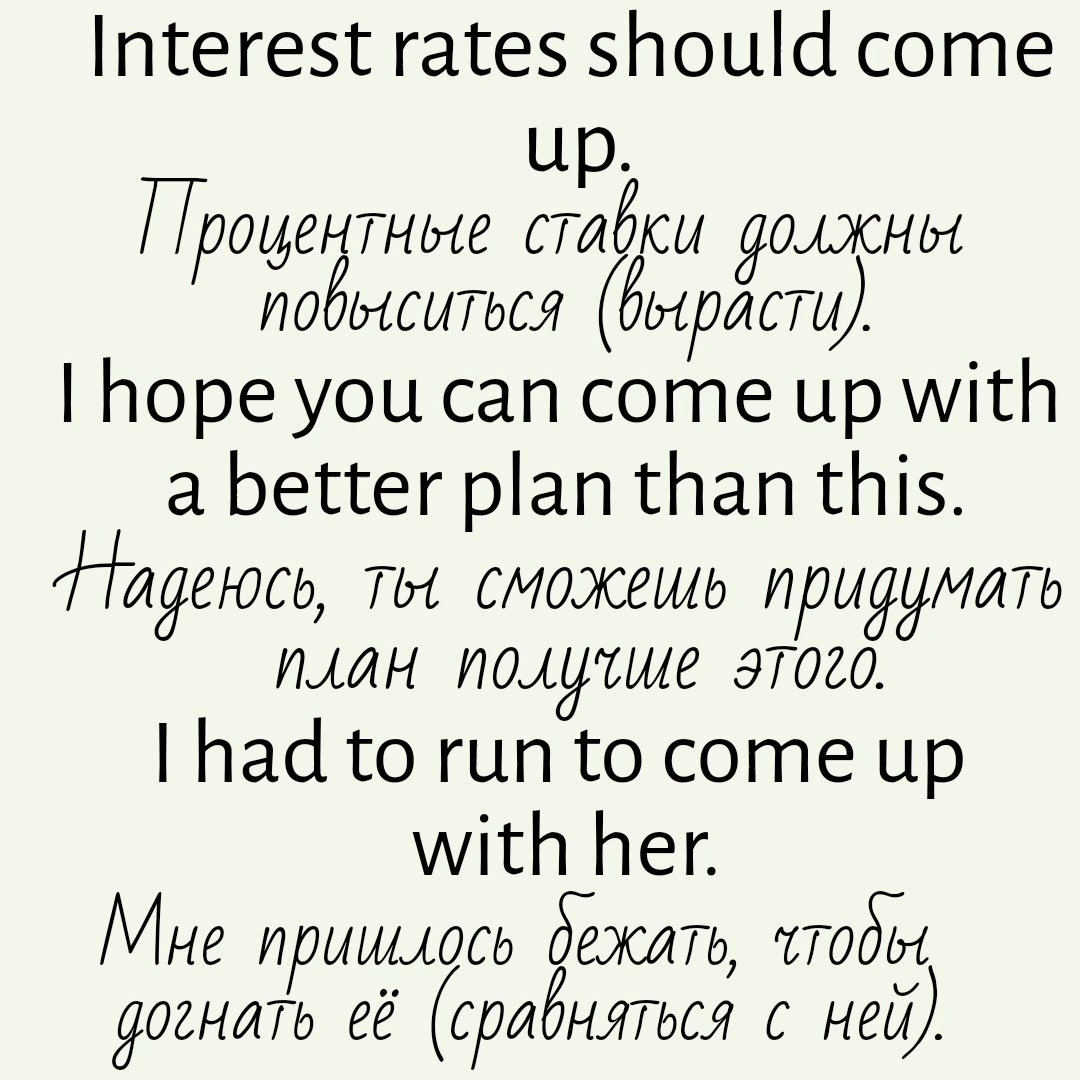 Interest rates should come
up.
Процентные ставки должны
повыситься (вырасти).
I hope you can come up with
a better plan than this.
Надеюсь, ты сможешь придумать
план получше этого.
I had to run to come up
with her.
Мне пришлось бежать, чтобы
догнать её (сравняться с ней).